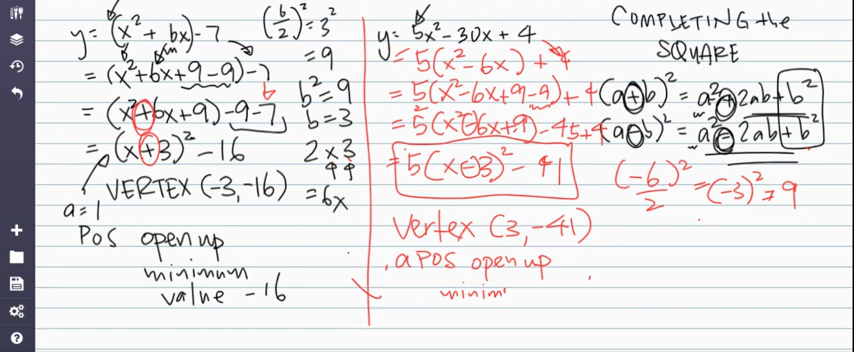 y = (x² + 6x) - 7
= (x² + 6x + 9 - 9) - 7
= (x² + 6x + 9) - 9 - 7
= (x + 3)² - 16
VERTEX (-3, -16)
a = 1
Pos open up
minimum
value -16
(6/2)² = 3²
= 9
b² = 9
b = 3
2 × 3
= 6x
y = 5x² - 30x + 4
= 5(x² - 6x) + 4
= 5(x² - 6x + 9 - 9) + 4
= 5(x² - 6x + 9) - 45 + 4
= 5(x - 3)² - 41
Vertex (3, -41)
a POS open up
minim
COMPLETING the
SQUARE
(a + b)² = a² + 2ab + b²
(a - b)² = a² - 2ab + b²
(-6/2)² = (-3)² = 9